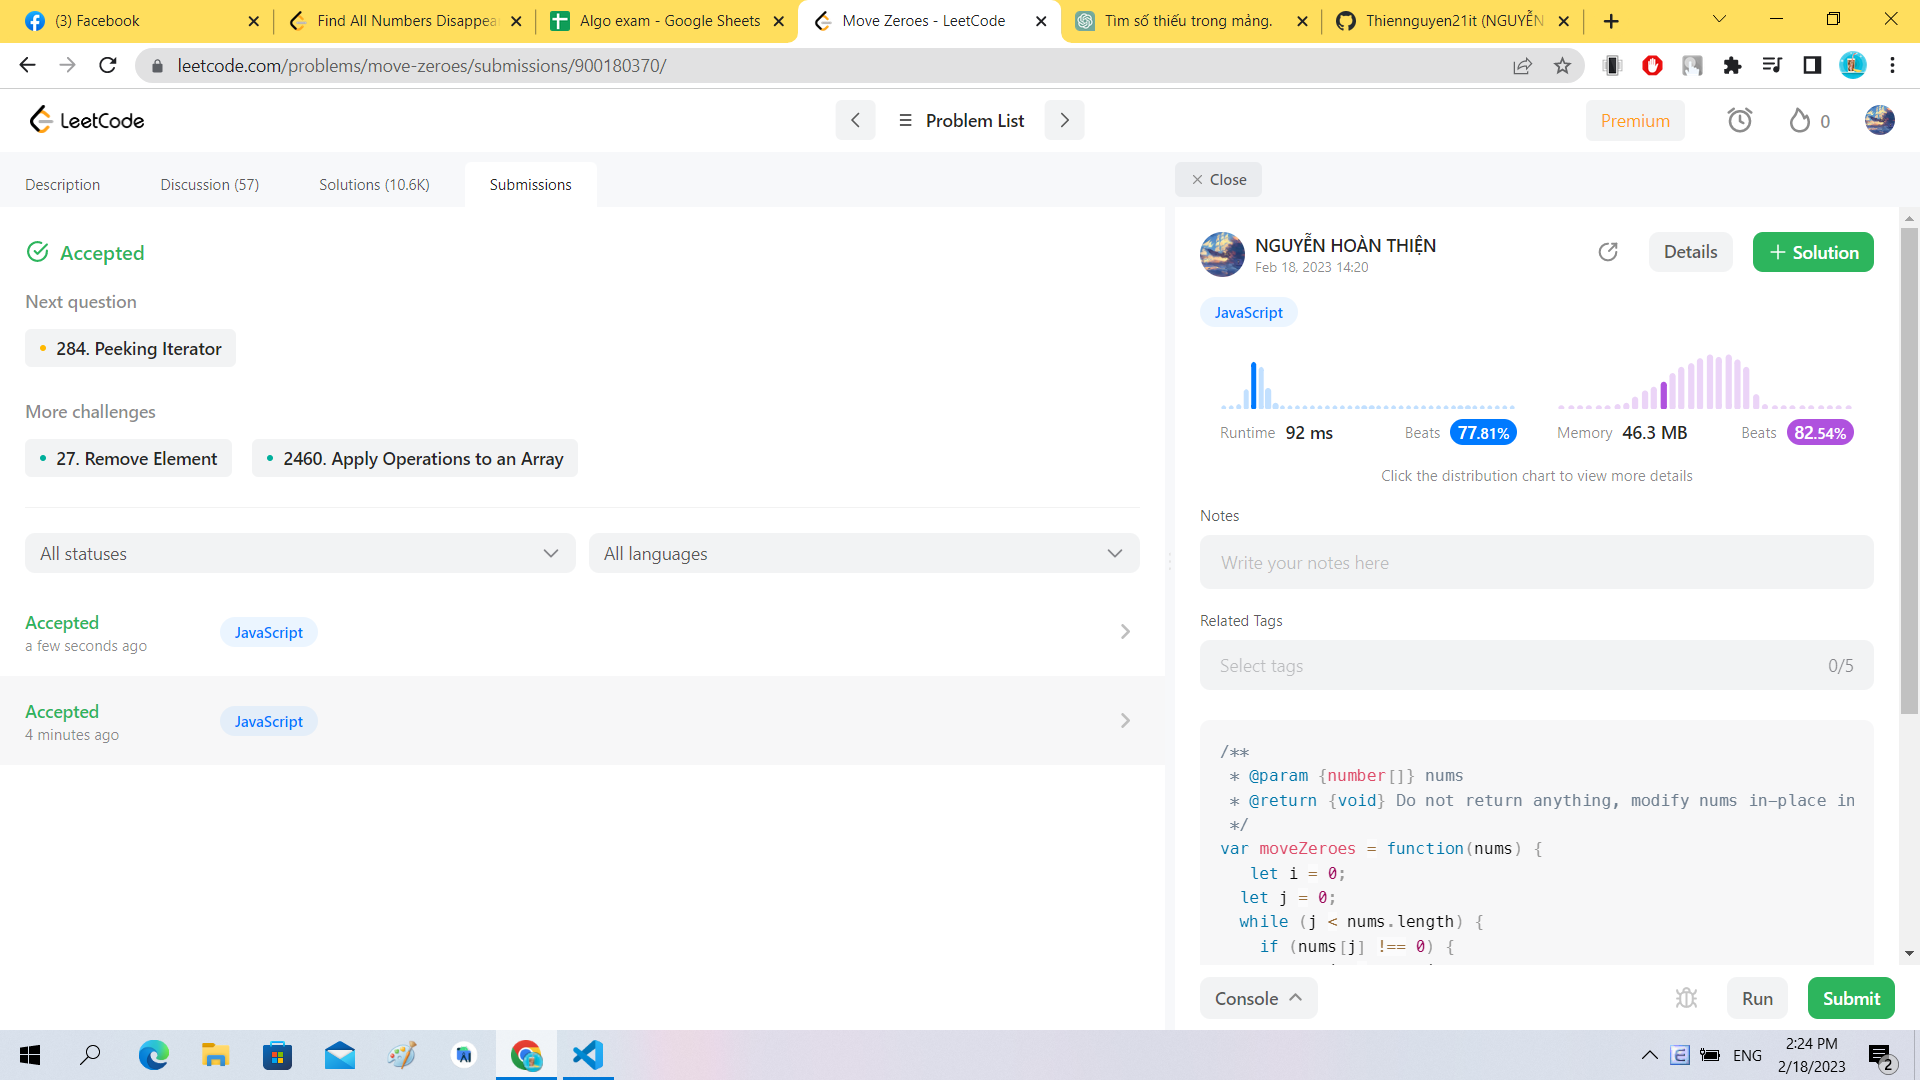 (3) Facebook
Find All Numbers Disappea
Algo exam - Google Sheets
Move Zeroes - LeetCode
Tìm số thiếu trong mảng.
Thiennguyen21it (NGUYỄN
leetcode.com/problems/move-zeroes/submissions/900180370/
LeetCode
Problem List
Premium
0
Description
Discussion (57)
Solutions (10.6K)
Submissions
Close
Accepted
Next question
284. Peeking Iterator
More challenges
27. Remove Element
2460. Apply Operations to an Array
All statuses
All languages
Accepted
a few seconds ago
JavaScript
Accepted
4 minutes ago
JavaScript
NGUYỄN HOÀN THIỆN
Feb 18, 2023 14:20
Details
Solution
JavaScript
Runtime 92 ms
Beats 77.81%
Memory 46.3 MB
Beats 82.54%
Click the distribution chart to view more details
Notes
Write your notes here
Related Tags
Select tags
0/5
/**
* @param {number[]} nums
* @return {void} Do not return anything, modify nums in-place in
*/
var moveZeroes = function(nums) {
let i = 0;
let j = 0;
while (j < nums.length) {
if (nums[j] !== 0) {
Console
Run
Submit
ENG
2:24 PM
2/18/2023
2